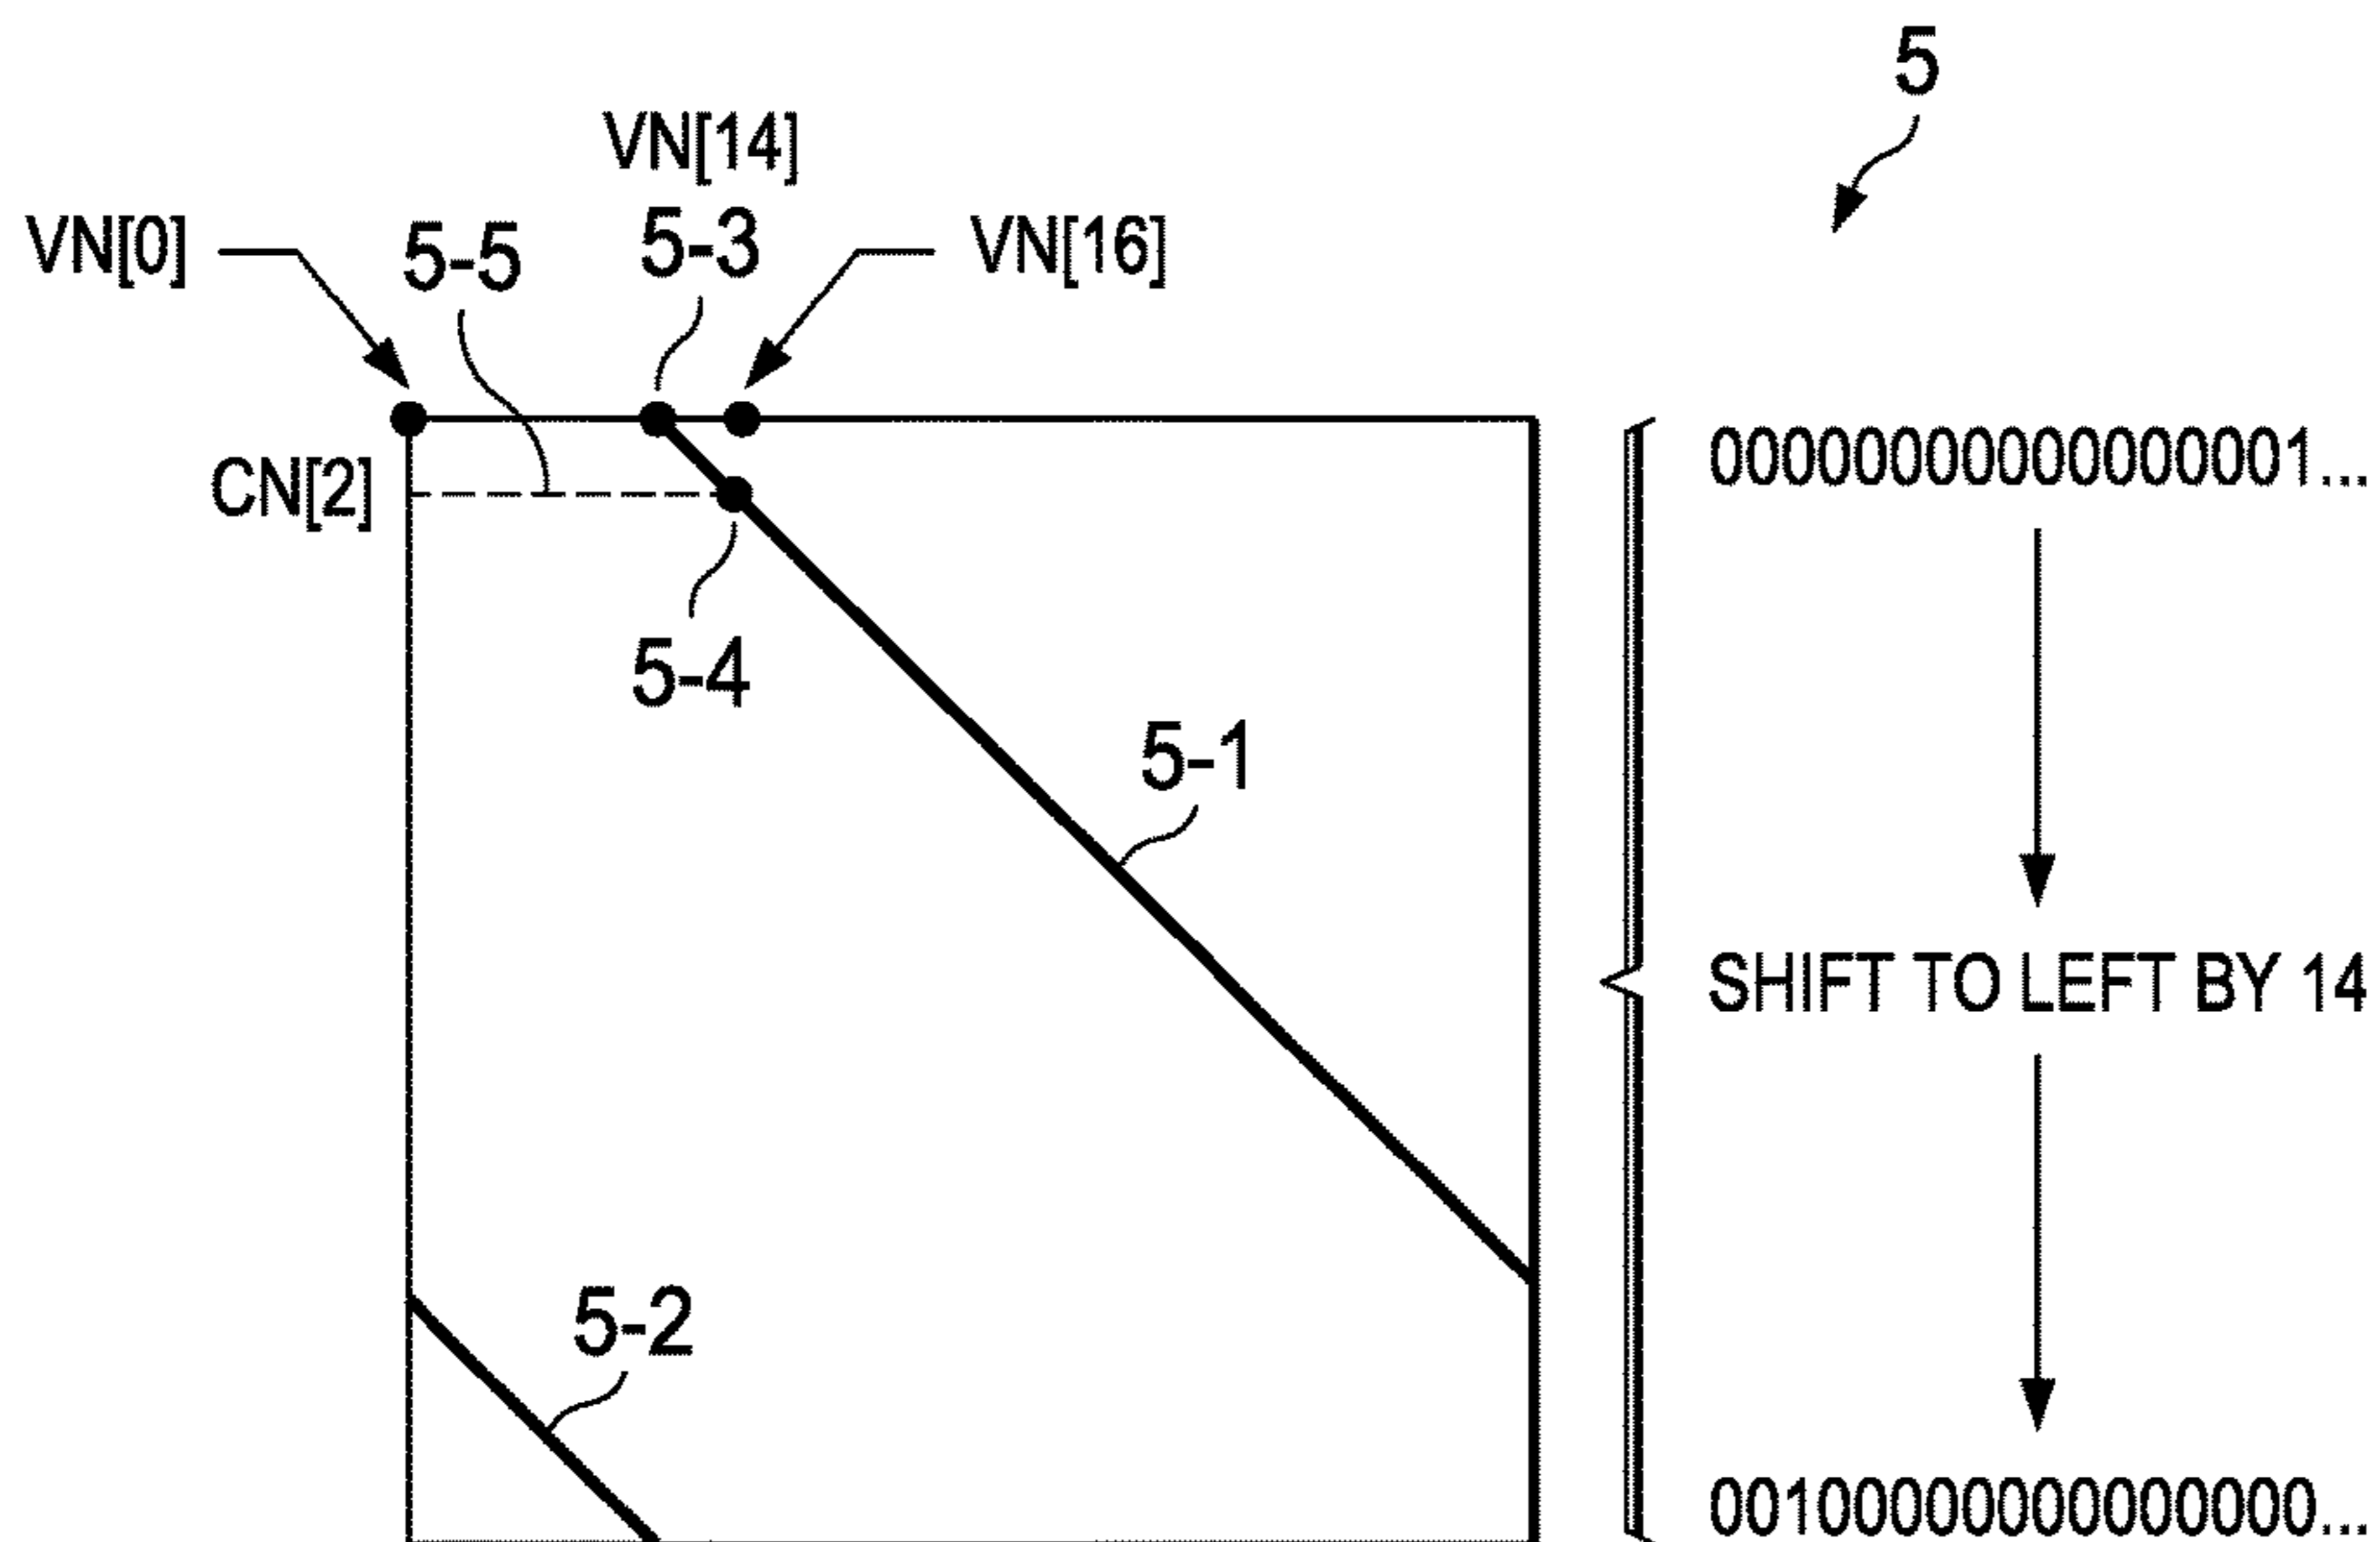 5
VN[14]
VN[0]
5-5
5-3
VN[16]
CN[2]
00000000000000001...
5-4
5-1
SHIFT TO LEFT BY 14
5-2
00100000000000000...